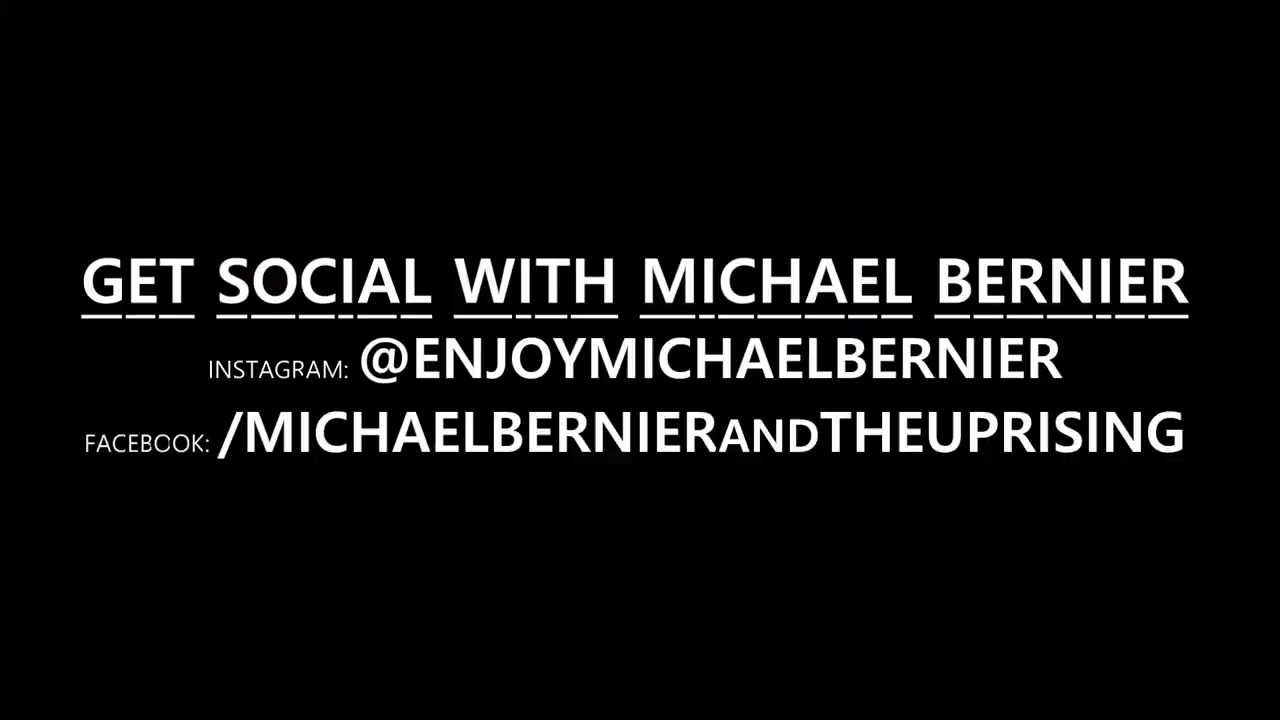 GET SOCIAL WITH MICHAEL BERNIER
INSTAGRAM: @ENJOYMICHAELBERNIER
FACEBOOK: /MICHAELBERNIERANDTHEUPRISING